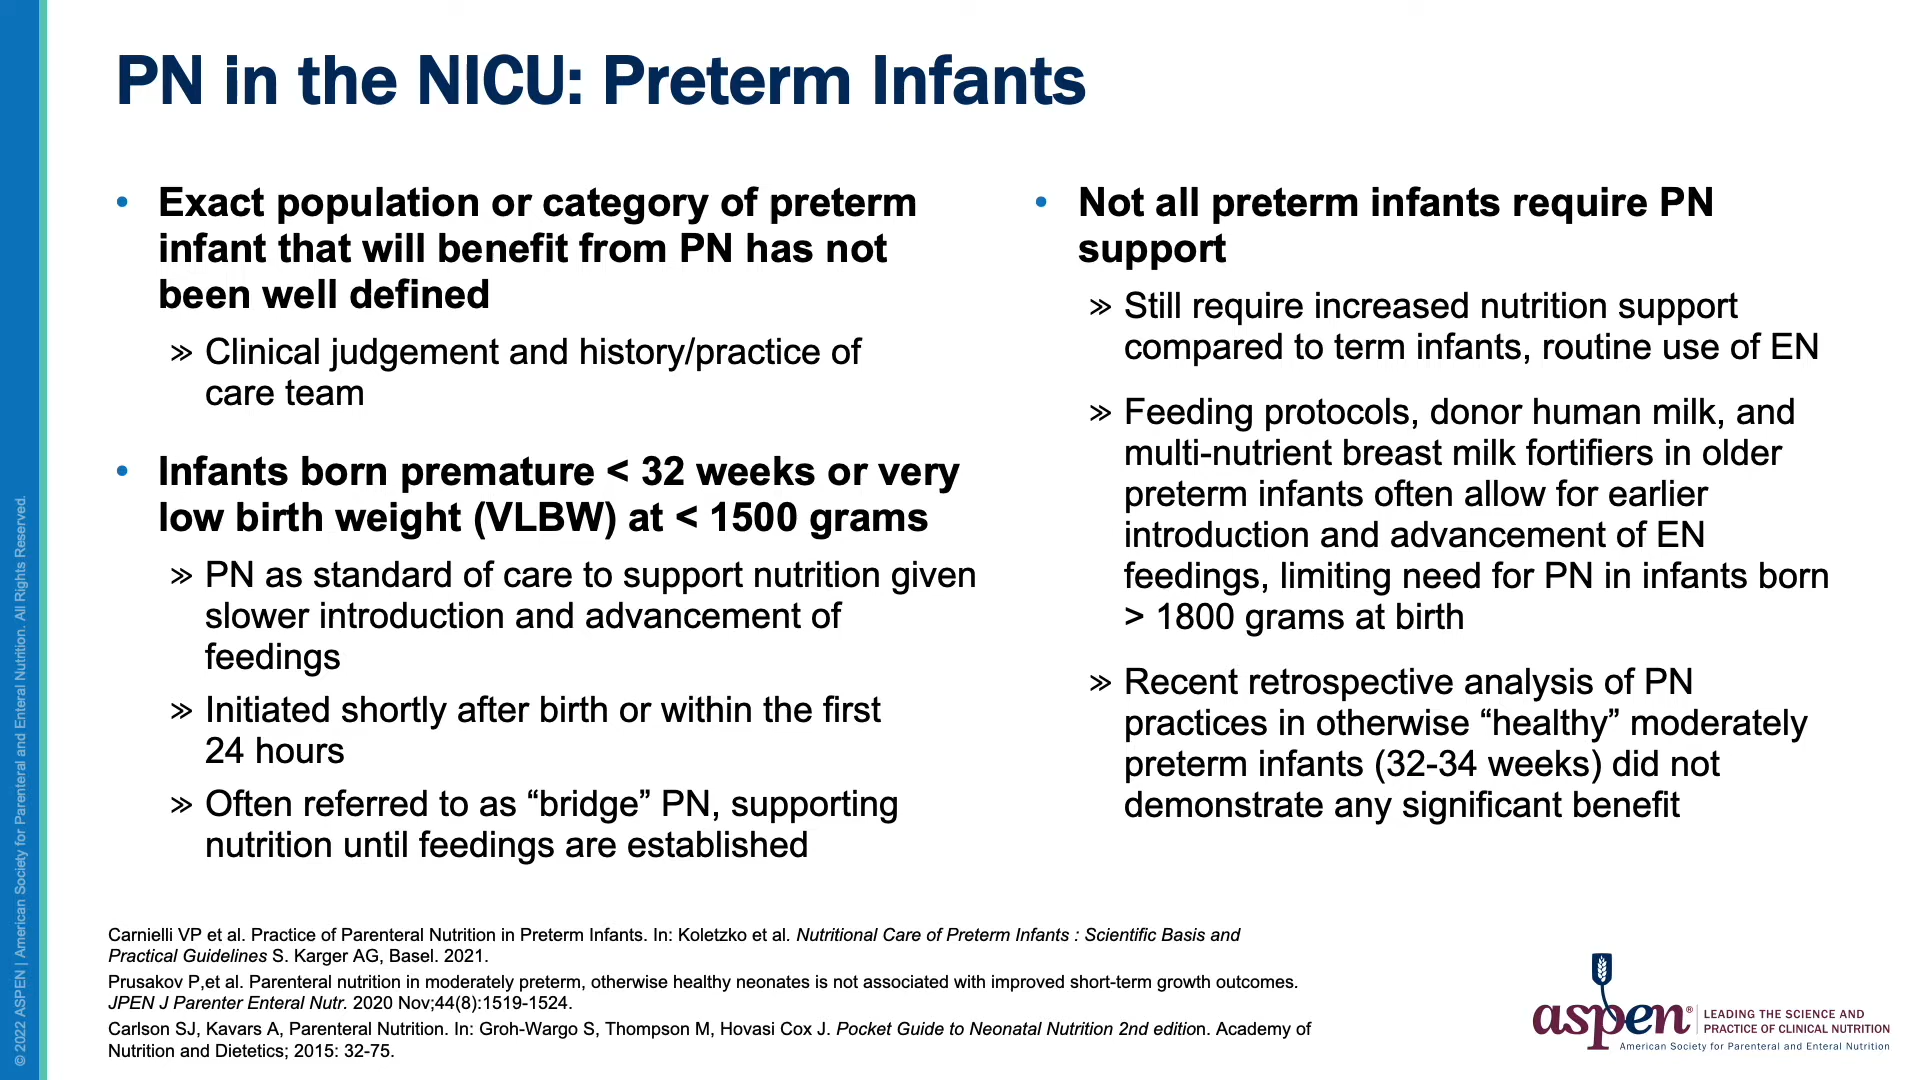 PN in the NICU: Preterm Infants
• Exact population or category of preterm
infant that will benefit from PN has not
been well defined
» Clinical judgement and history/practice of
care team
• Infants born premature < 32 weeks or very
low birth weight (VLBW) at < 1500 grams
» PN as standard of care to support nutrition given
slower introduction and advancement of
feedings
» Initiated shortly after birth or within the first
24 hours
» Often referred to as “bridge” PN, supporting
nutrition until feedings are established
• Not all preterm infants require PN
support
» Still require increased nutrition support
compared to term infants, routine use of EN
» Feeding protocols, donor human milk, and
multi-nutrient breast milk fortifiers in older
preterm infants often allow for earlier
introduction and advancement of EN
feedings, limiting need for PN in infants born
> 1800 grams at birth
» Recent retrospective analysis of PN
practices in otherwise “healthy” moderately
preterm infants (32-34 weeks) did not
demonstrate any significant benefit
Carnielli VP et al. Practice of Parenteral Nutrition in Preterm Infants. In: Koletzko et al. Nutritional Care of Preterm Infants : Scientific Basis and
Practical Guidelines S. Karger AG, Basel. 2021.
Prusakov P,et al. Parenteral nutrition in moderately preterm, otherwise healthy neonates is not associated with improved short-term growth outcomes.
JPEN J Parenter Enteral Nutr. 2020 Nov;44(8):1519-1524.
Carlson SJ, Kavars A, Parenteral Nutrition. In: Groh-Wargo S, Thompson M, Hovasi Cox J. Pocket Guide to Neonatal Nutrition 2nd edition. Academy of
Nutrition and Dietetics; 2015: 32-75.
© 2022 ASPEN | American Society for Parenteral and Enteral Nutrition. All Rights Reserved.
aspen®
LEADING THE SCIENCE AND
PRACTICE OF CLINICAL NUTRITION
American Society for Parenteral and Enteral Nutrition